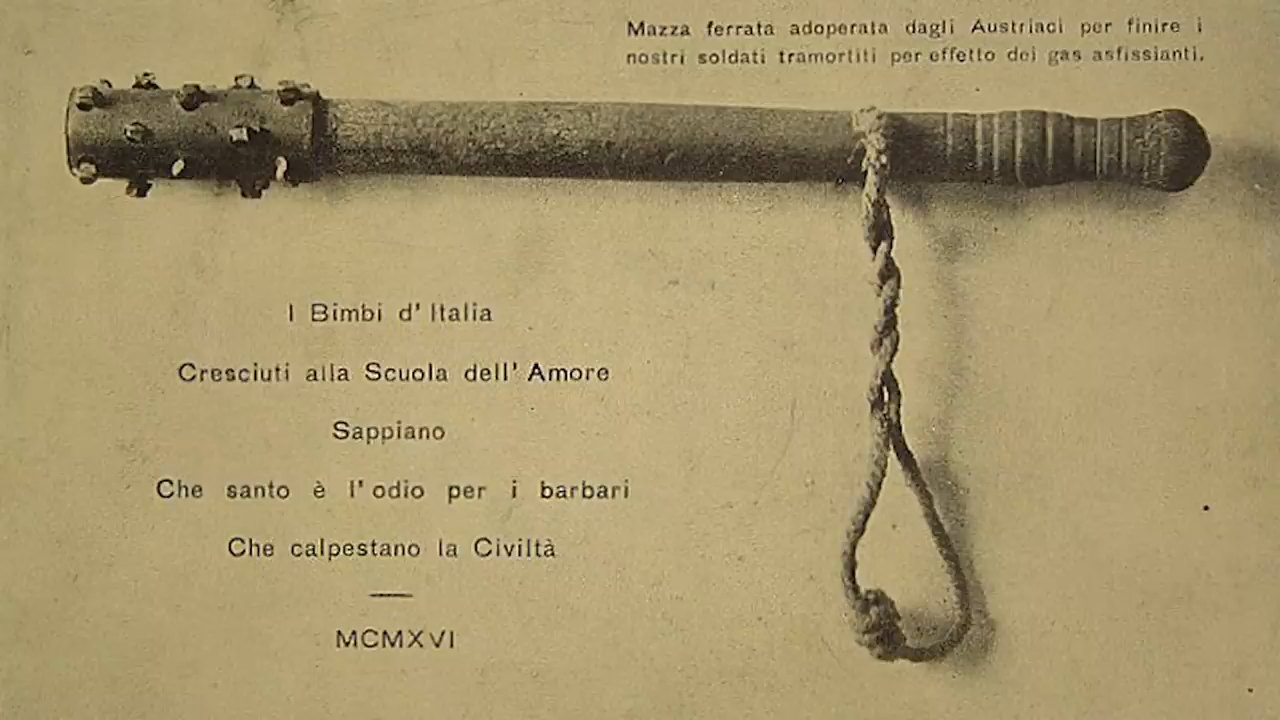 Mazza ferrata adoperata dagli Austriaci per finire i
nostri soldati tramortiti per effetto dei gas asfissianti.
I Bimbi d' Italia
Cresciuti alla Scuola dell' Amore
Sappiano
Che santo è l' odio per i barbari
Che calpestano la Civiltà
MCMXVI